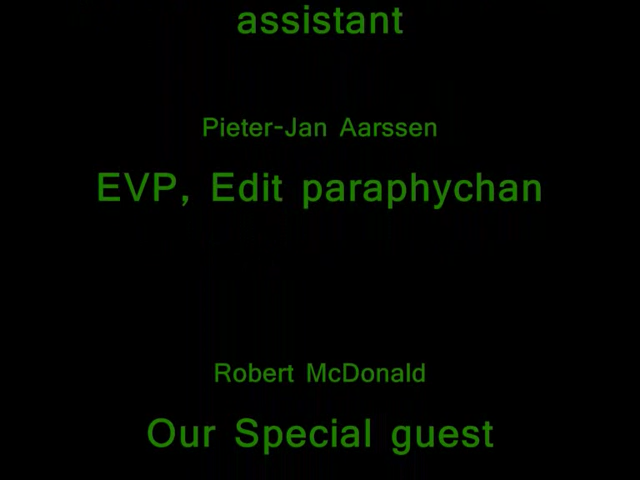 assistant
Pieter-Jan Aarssen
EVP, Edit paraphychan
Robert McDonald
Our Special guest